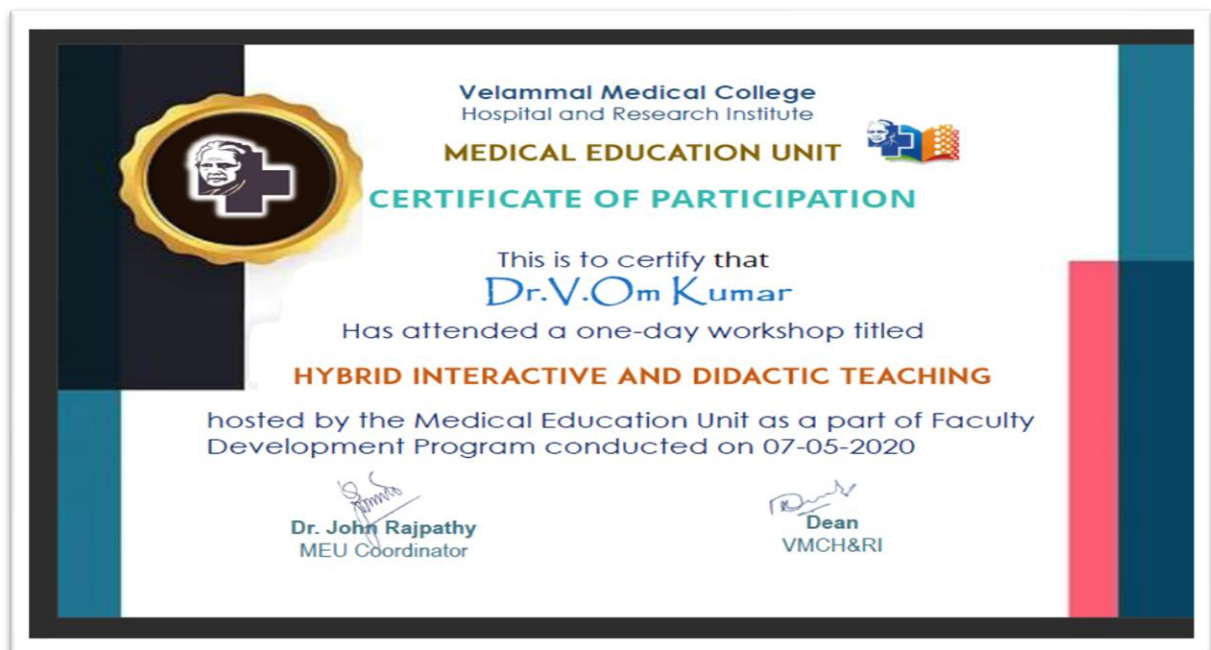 Velammal Medical College
Hospital and Research Institute
MEDICAL EDUCATION UNIT
CERTIFICATE OF PARTICIPATION
This is to certify that
Dr.V.Om Kumar
Has attended a one-day workshop titled
HYBRID INTERACTIVE AND DIDACTIC TEACHING
hosted by the Medical Education Unit as a part of Faculty
Development Program conducted on 07-05-2020
Dr. John Rajpathy
MEU Coordinator
Dean
VMCH&RI